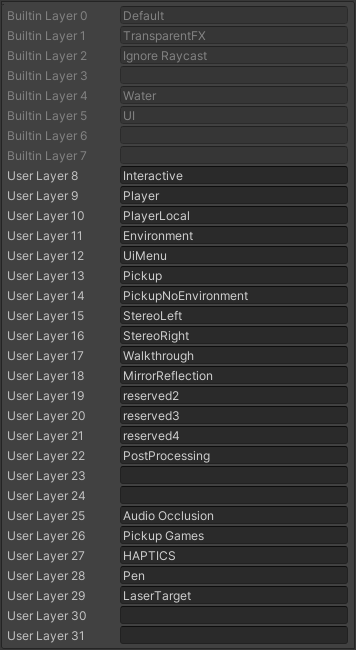 Builtin Layer 0 Default
Builtin Layer 1 TransparentFX
Builtin Layer 2 Ignore Raycast
Builtin Layer 3
Builtin Layer 4 Water
Builtin Layer 5 UI
Builtin Layer 6
Builtin Layer 7
User Layer 8 Interactive
User Layer 9 Player
User Layer 10 PlayerLocal
User Layer 11 Environment
User Layer 12 UiMenu
User Layer 13 Pickup
User Layer 14 PickupNoEnvironment
User Layer 15 StereoLeft
User Layer 16 StereoRight
User Layer 17 Walkthrough
User Layer 18 MirrorReflection
User Layer 19 reserved2
User Layer 20 reserved3
User Layer 21 reserved4
User Layer 22 PostProcessing
User Layer 23
User Layer 24
User Layer 25 Audio Occlusion
User Layer 26 Pickup Games
User Layer 27 HAPTICS
User Layer 28 Pen
User Layer 29 LaserTarget
User Layer 30
User Layer 31